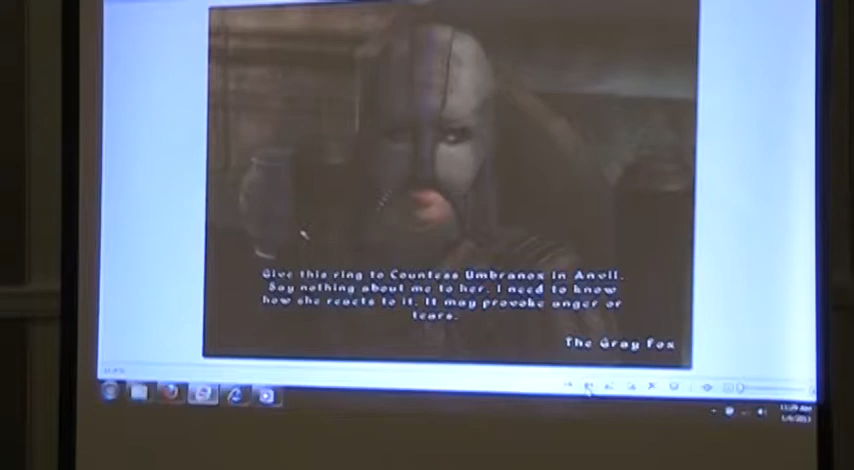 Give this ring to Countess Umbranox in Anvil.
Say nothing about me to her. I need to know
how she reacts to it. It may provoke anger or
tears.
The Gray Fox